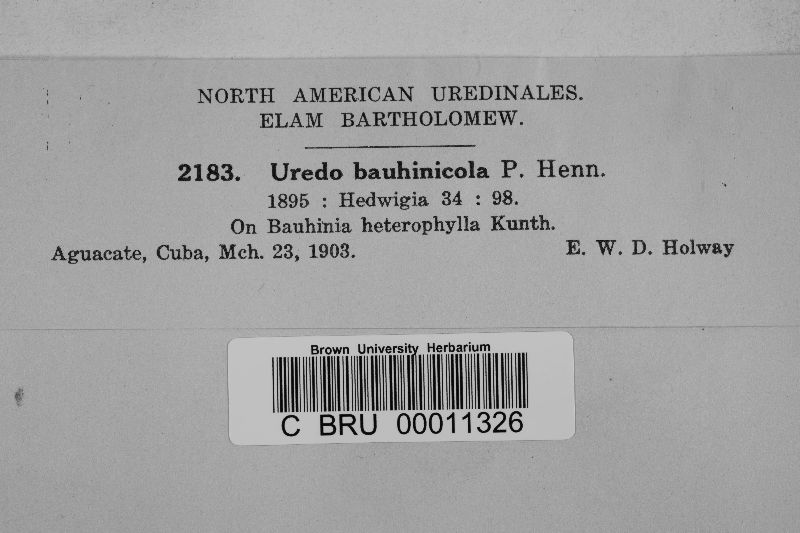 NORTH AMERICAN UREDINALES.
ELAM BARTHOLOMEW.
2183. Uredo bauhinicola P. Henn.
1895 : Hedwigia 34 : 98.
On Bauhinia heterophylla Kunth.
Aguacate, Cuba, Mch. 23, 1903. E. W. D. Holway
Brown University Herbarium
C BRU 00011326